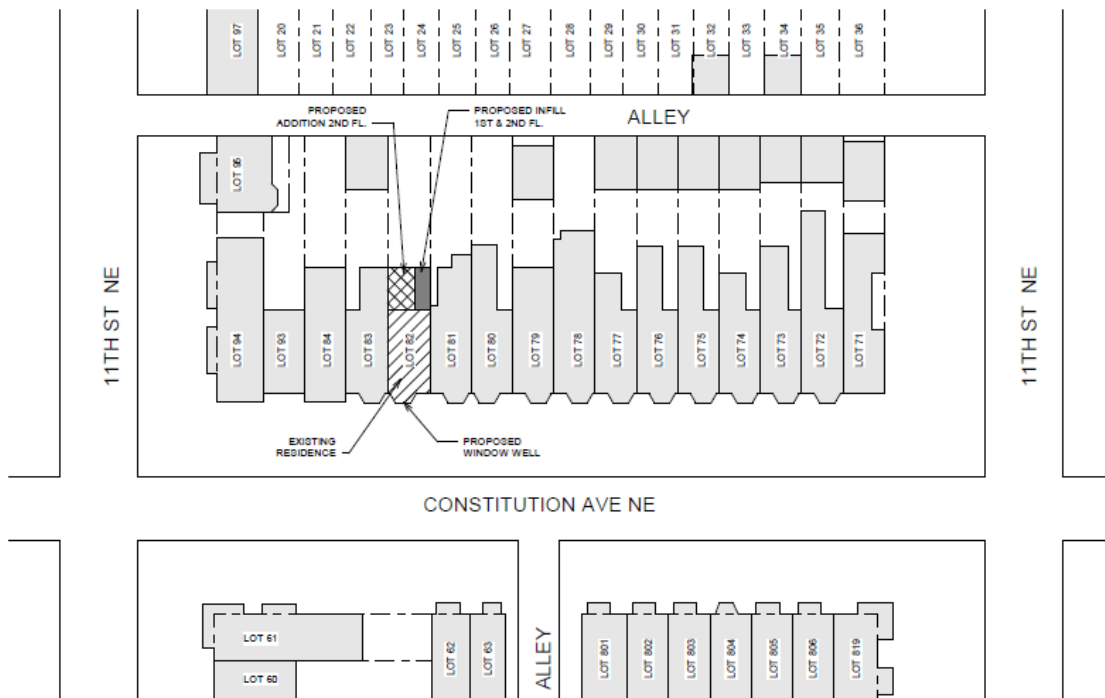 LOT 97
LOT 20
LOT 21
LOT 22
LOT 23
LOT 24
LOT 25
LOT 26
LOT 27
LOT 28
LOT 29
LOT 30
LOT 31
LOT 32
LOT 33
LOT 34
LOT 35
LOT 36
PROPOSED
ADDITION 2ND FL.
PROPOSED INFILL
1ST & 2ND FL.
ALLEY
LOT 95
11TH ST NE
LOT 94
LOT 93
LOT 84
LOT 83
LOT 82
LOT 81
LOT 80
LOT 79
LOT 78
LOT 77
LOT 76
LOT 75
LOT 74
LOT 73
LOT 72
LOT 71
11TH ST NE
EXISTING
RESIDENCE
PROPOSED
WINDOW WELL
CONSTITUTION AVE NE
LOT 61
LOT 60
LOT 62
LOT 63
ALLEY
LOT 801
LOT 802
LOT 803
LOT 804
LOT 805
LOT 806
LOT 819